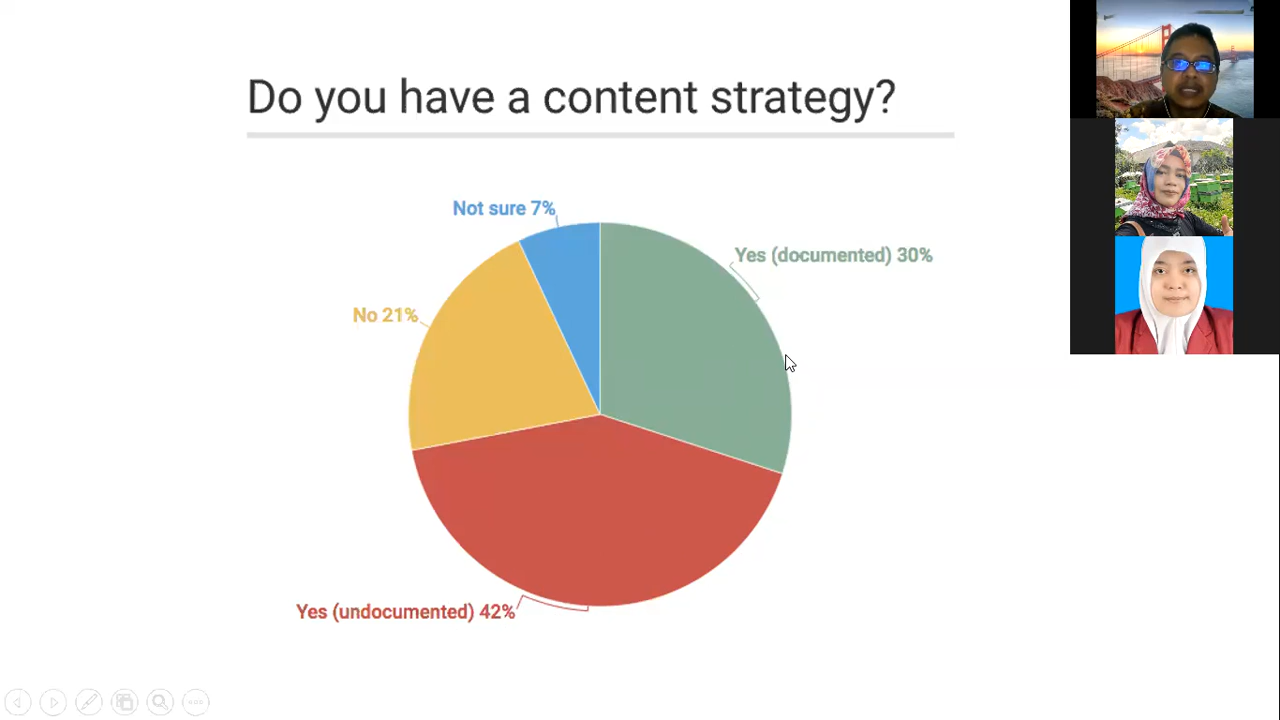 Do you have a content strategy?
Not sure 7%
Yes (documented) 30%
No 21%
Yes (undocumented) 42%